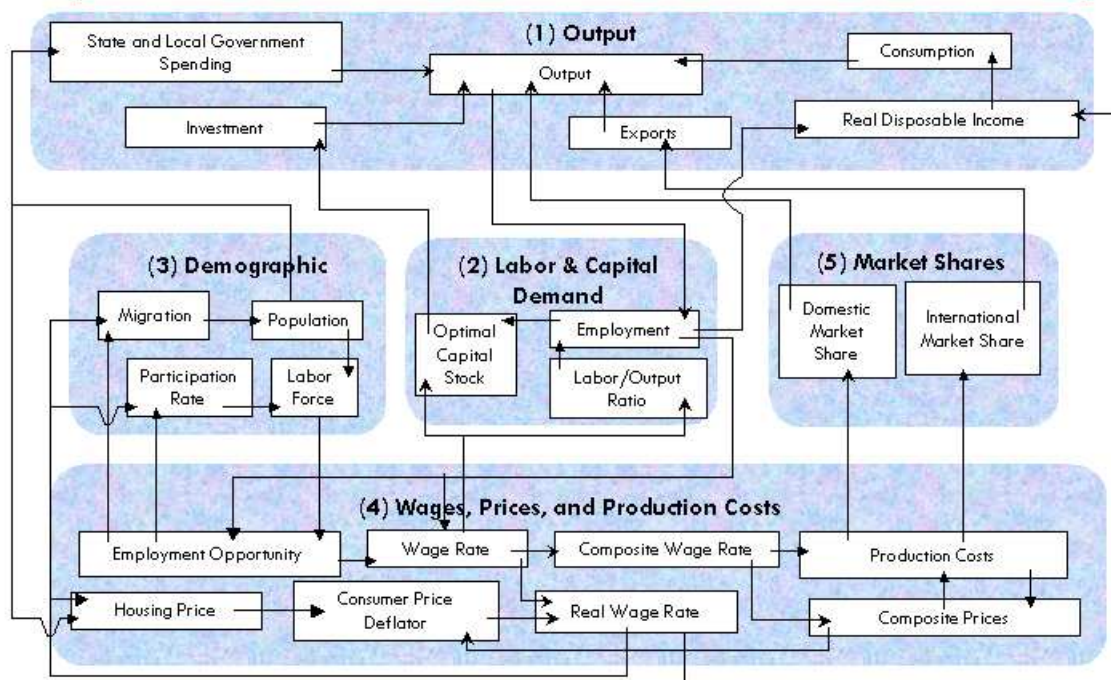 (1) Output
State and Local Government
Spending
Output
Consumption
Investment
Exports
Real Disposable Income
(3) Demographic
Migration
Population
Participation
Rate
Labor
Force
(2) Labor & Capital
Demand
Optimal
Capital
Stock
Employment
Labor/Output
Ratio
(5) Market Shares
Domestic
Market
Share
International
Market Share
(4) Wages, Prices, and Production Costs
Employment Opportunity
Wage Rate
Composite Wage Rate
Production Costs
Housing Price
Consumer Price
Deflator
Real Wage Rate
Composite Prices